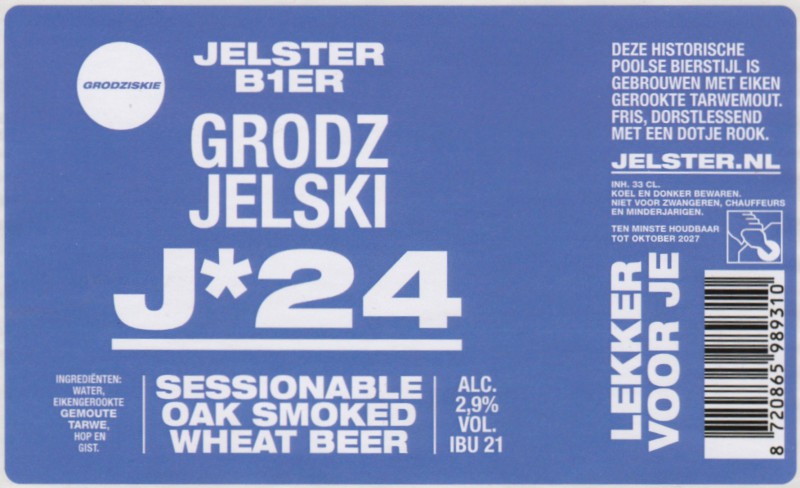 GRODZISKIE
JELSTER
B1ER
GRODZ
JELSKI
J*24
INGREDIËNTEN:
WATER,
EIKENGEROOKTE
GEMOUTE
TARWE,
HOP EN
GIST.
SESSIONABLE
OAK SMOKED
WHEAT BEER
ALC.
2,9%
VOL.
IBU 21
DEZE HISTORISCHE
POOLSE BIERSTIJL IS
GEBROUWEN MET EIKEN
GEROOKTE TARWEMOUT.
FRIS, DORSTLESSEND
MET EEN DOTJE ROOK.
JELSTER.NL
INH. 33 CL.
KOEL EN DONKER BEWAREN.
NIET VOOR ZWANGEREN, CHAUFFEURS
EN MINDERJARIGEN.
TEN MINSTE HOUDBAAR
TOT OKTOBER 2027
LEKKER
VOOR JE
8 720865 989310